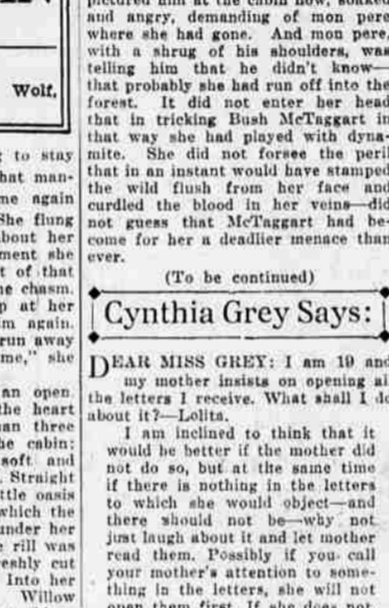 Wolf,
to stay
hat man-
me again
She flung
about her
ment she
t of that
he chasm.
p at her
m again.
run away
me," she
an open
the heart
an three
he cabin;
soft and
Straight
ttle oasis
which the
under her
e rill was
eshly cut
Into her
Willow
pictured him at the cabin now, soaked
and angry, demanding of mon pere
where she had gone. And mon pere,
with a shrug of his shoulders, was
telling him that he didn't know—
that probably she had run off into the
forest. It did not enter her head
that in tricking Bush McTaggart in
that way she had played with dyna-
mite. She did not forsee the peril
that in an instant would have stamped
the wild flush from her face and
curdled the blood in her veins—did
not guess that McTaggart had be-
come for her a deadlier menace than
ever.
(To be continued)
Cynthia Grey Says:
DEAR MISS GREY: I am 19 and
my mother insists on opening al
the letters I receive. What shall I do
about it?—Lolita.
I am inclined to think that it
would be better if the mother did
not do so, but at the same time
if there is nothing in the letters
to which she would object—and
there should not be—why not
just laugh about it and let mother
read them. Possibly if you call
your mother's attention to some-
thing in the letters, she will not
open them first. If she does not